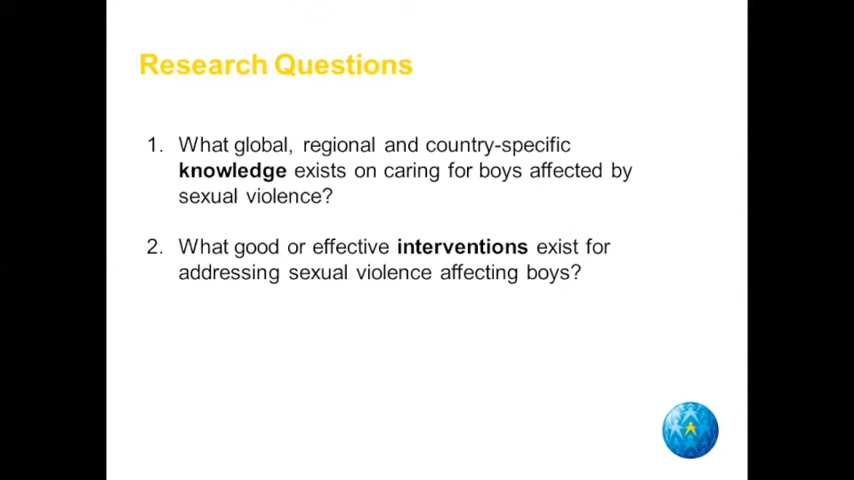 Research Questions
1. What global, regional and country-specific
knowledge exists on caring for boys affected by
sexual violence?
2. What good or effective interventions exist for
addressing sexual violence affecting boys?